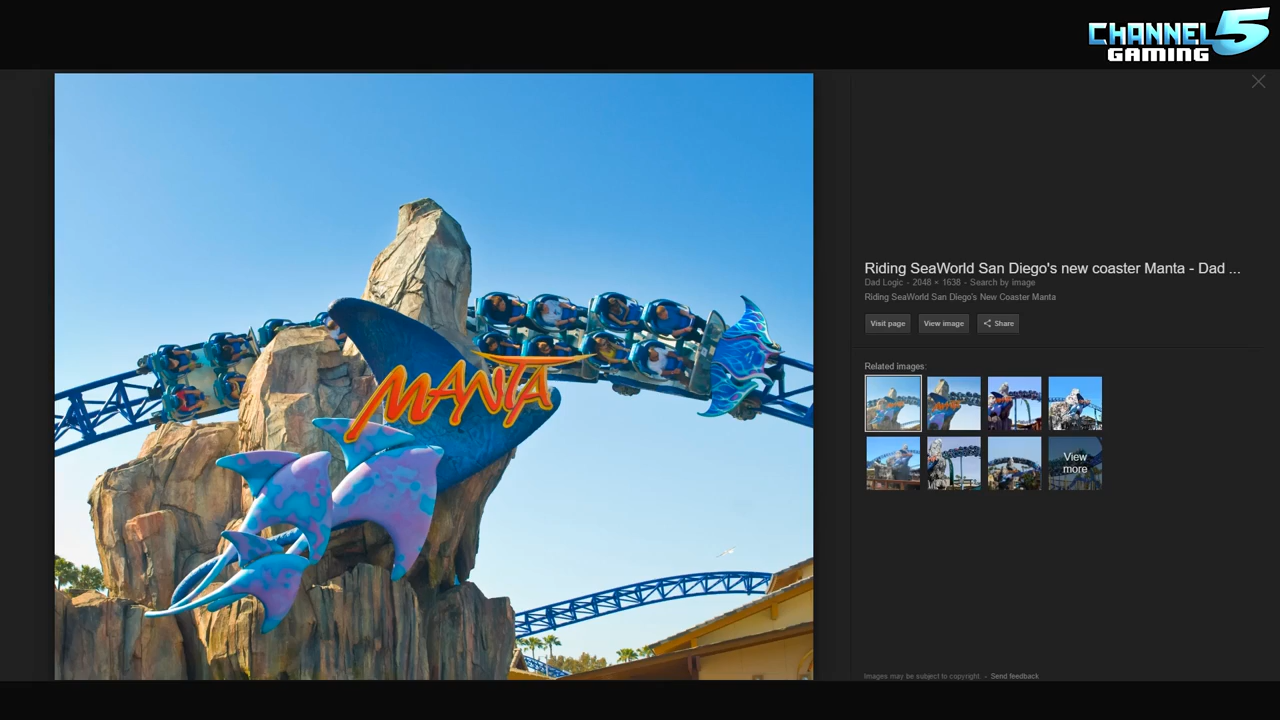 CHANNEL 5
GAMING
MANTA
Riding SeaWorld San Diego's new coaster Manta - Dad ...
Dad Logic - 2048 × 1638 - Search by image
Riding SeaWorld San Diego's New Coaster Manta
Visit page View image Share
Related images:
View
more
Images may be subject to copyright. - Send feedback